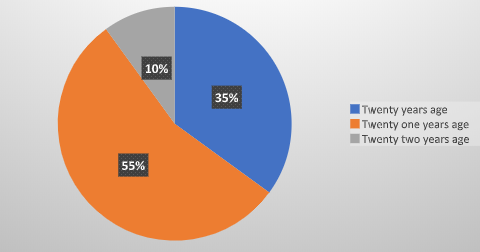 10%
35%
55%
Twenty years age
Twenty one years age
Twenty two years age